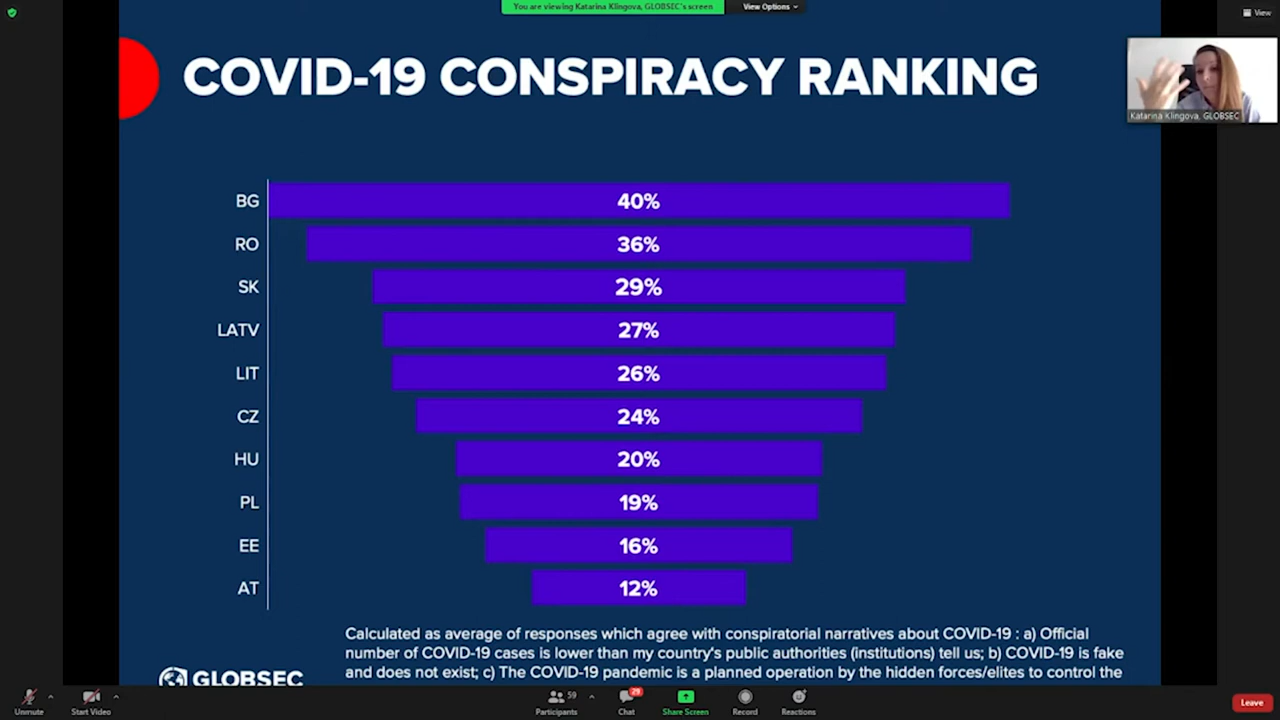 You are viewing Katarina Klingova, GLOBSEC's screen
View Options
View
COVID-19 CONSPIRACY RANKING
Katarina Klingova, GLOBSEC
BG 40%
RO 36%
SK 29%
LATV 27%
LIT 26%
CZ 24%
HU 20%
PL 19%
EE 16%
AT 12%
Calculated as average of responses which agree with conspiratorial narratives about COVID-19 : a) Official
number of COVID-19 cases is lower than my country's public authorities (institutions) tell us; b) COVID-19 is fake
and does not exist; c) The COVID-19 pandemic is a planned operation by the hidden forces/elites to control the
GLOBSEC
Unmute
Start Video
59
Participants
29
Chat
Share Screen
Record
Reactions
Leave